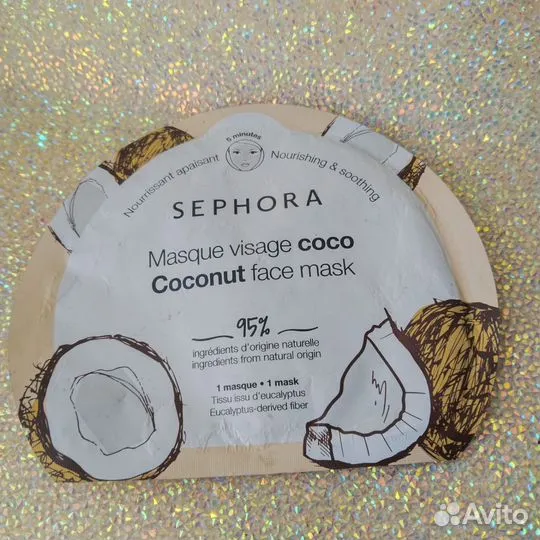 5 minutes
Nourrissant apaisant
Nourishing & soothing
SEPHORA
Masque visage coco
Coconut face mask
95%
ingrédients d'origine naturelle
ingredients from natural origin
1 masque • 1 mask
Tissu issu d'eucalyptus
Eucalyptus-derived fiber
Avito